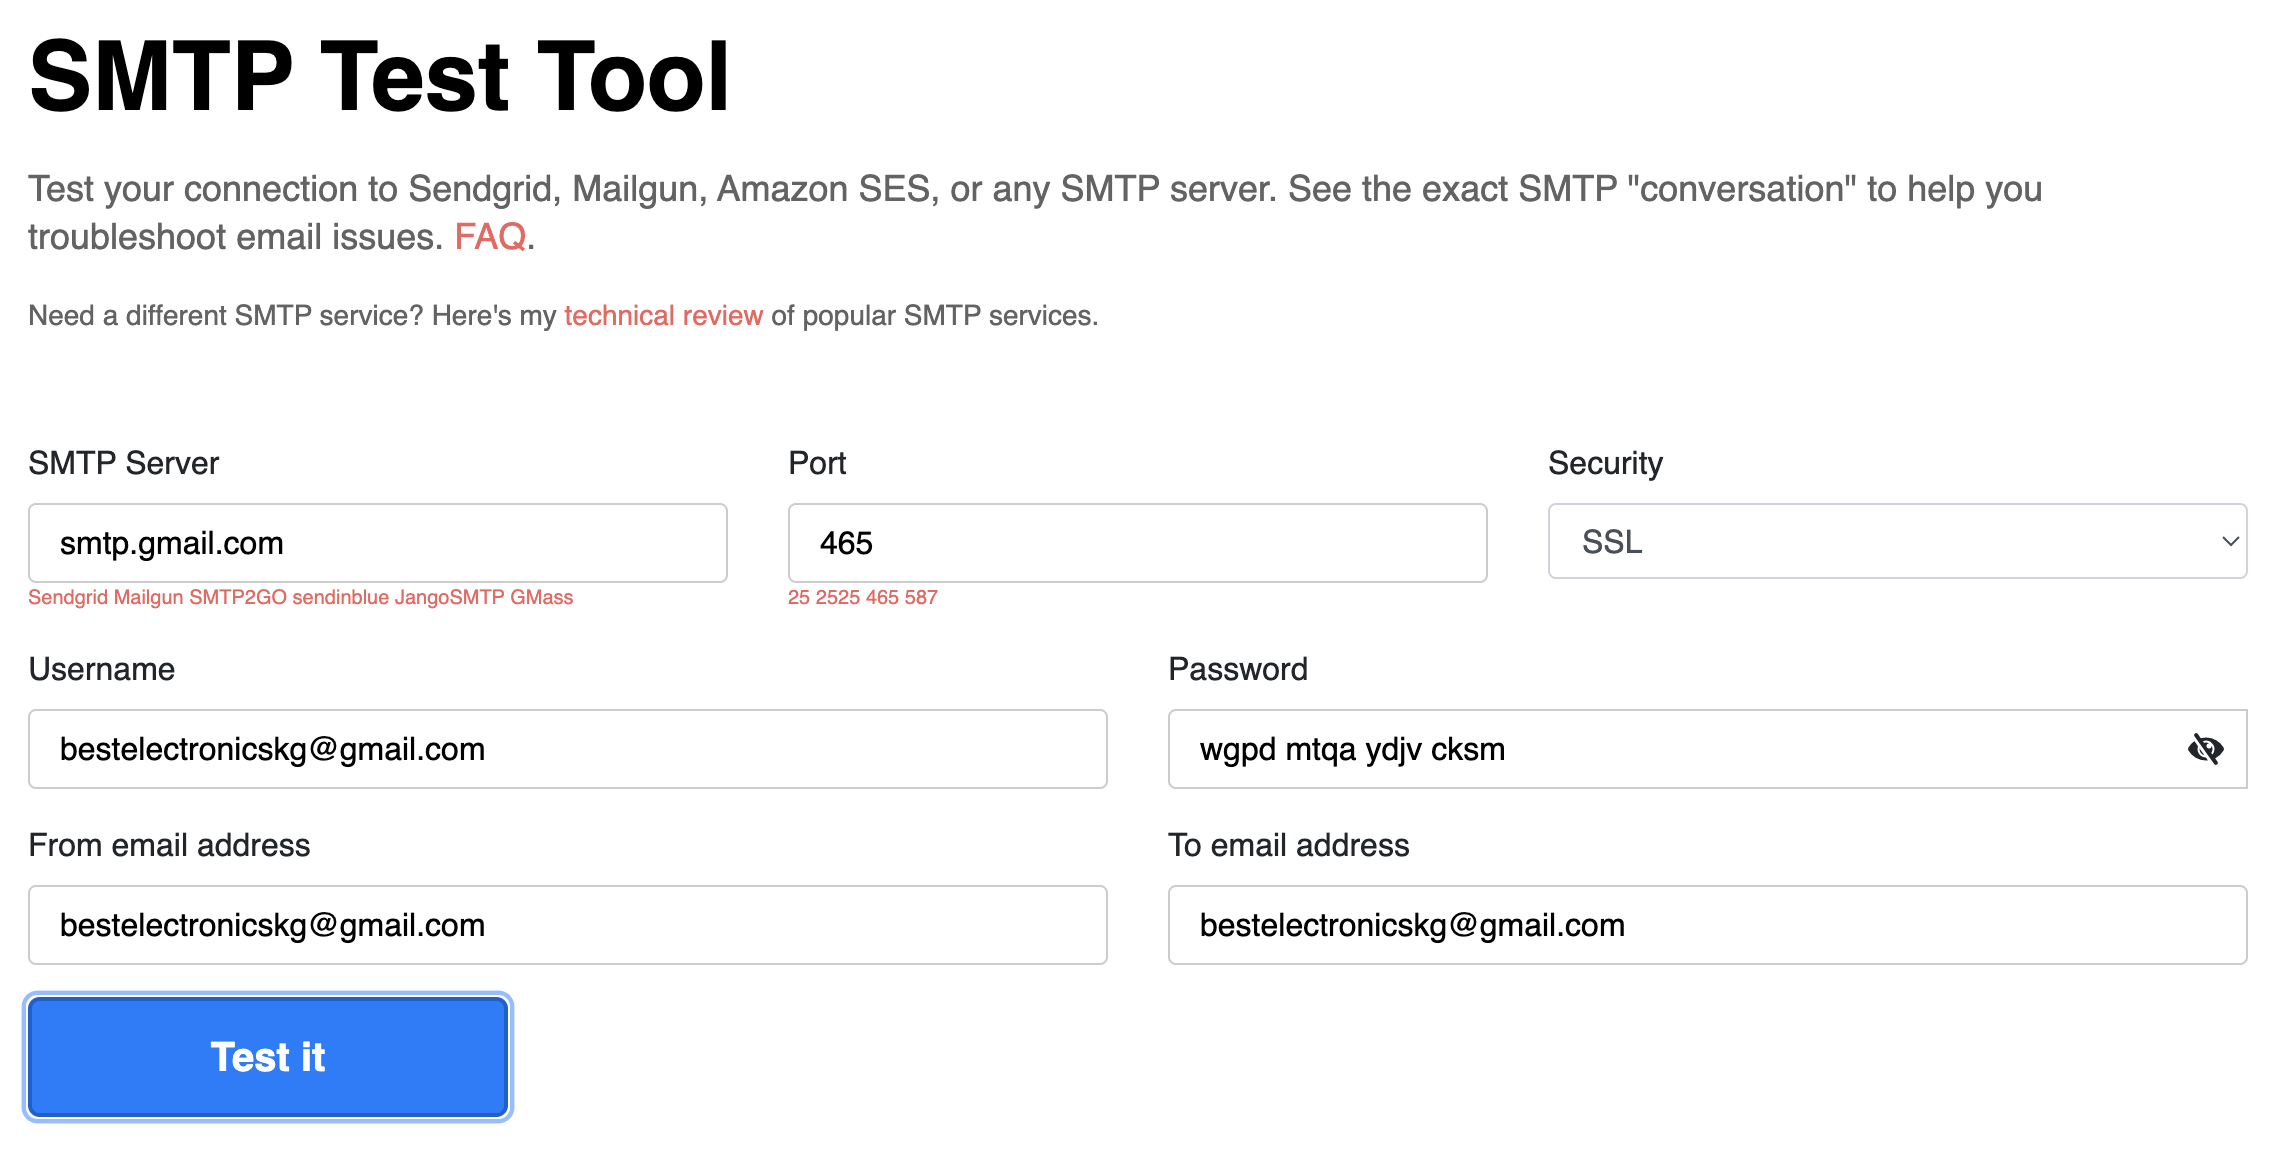 SMTP Test Tool
Test your connection to Sendgrid, Mailgun, Amazon SES, or any SMTP server. See the exact SMTP "conversation" to help you
troubleshoot email issues. FAQ.
Need a different SMTP service? Here's my technical review of popular SMTP services.
SMTP Server
Port
Security
smtp.gmail.com
465
SSL
Sendgrid Mailgun SMTP2GO sendinblue JangoSMTP GMass
25 2525 465 587
Username
Password
bestelectronicskg@gmail.com
wgpd mtqa ydjv cksm
From email address
To email address
bestelectronicskg@gmail.com
bestelectronicskg@gmail.com
Test it